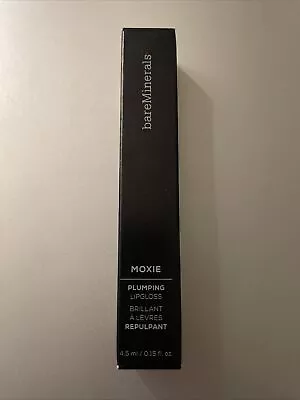 bareMinerals
MOXIE
PLUMPING
LIPGLOSS
BRILLANT
À LÈVRES
REPULPANT
4.5 ml / 0.15 fl. oz